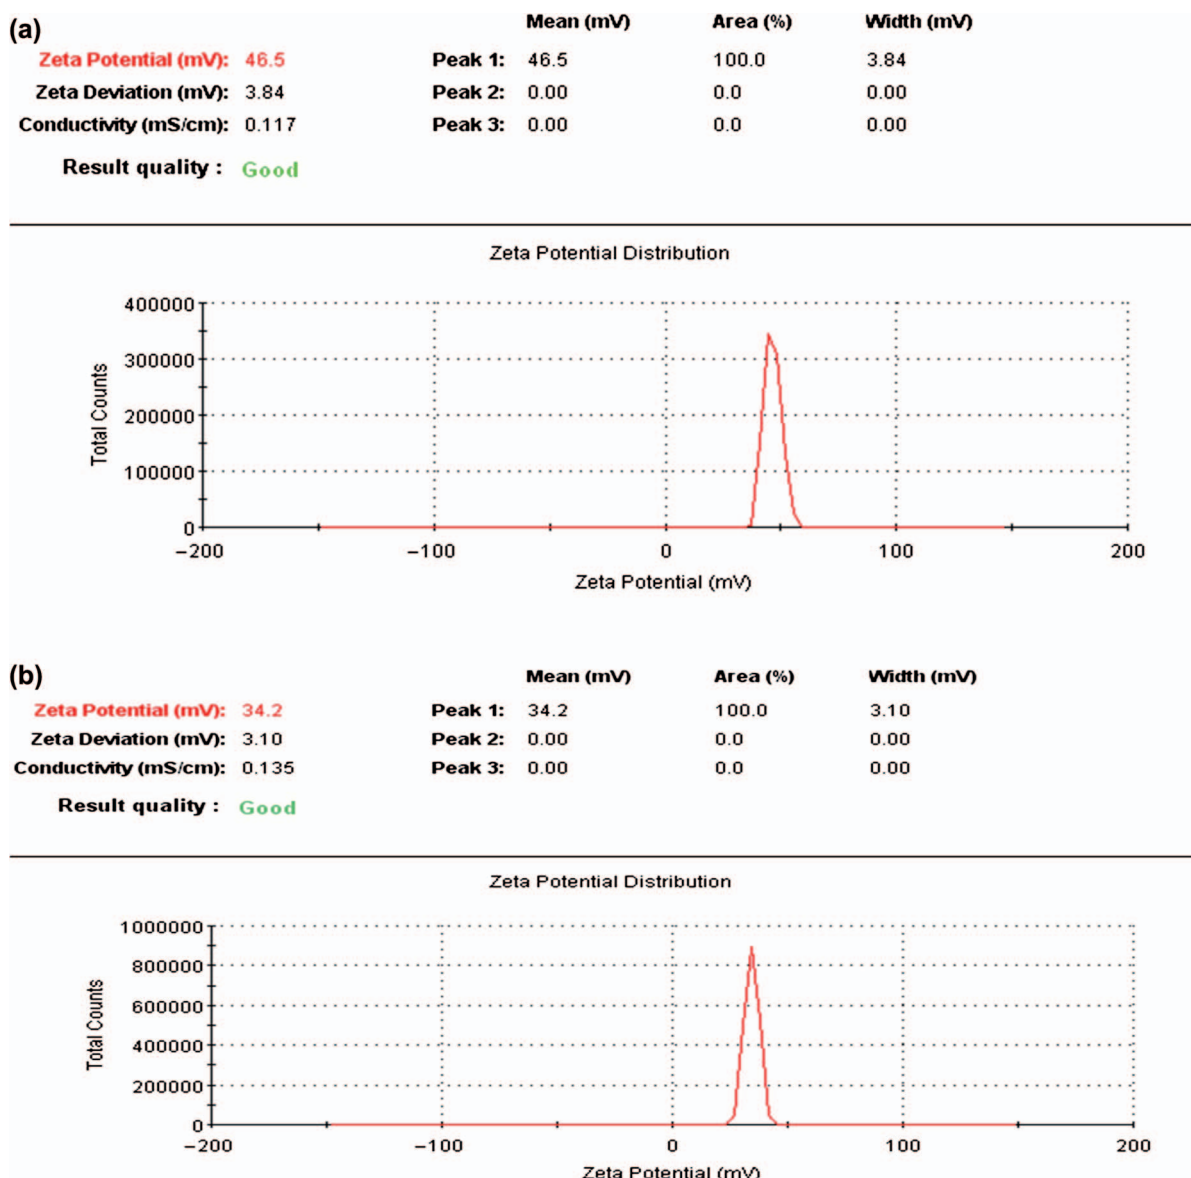 (a)
Mean (mV) Area (%) Width (mV)
Zeta Potential (mV): 46.5 Peak 1: 46.5 100.0 3.84
Zeta Deviation (mV): 3.84 Peak 2: 0.00 0.0 0.00
Conductivity (mS/cm): 0.117 Peak 3: 0.00 0.0 0.00
Result quality : Good
Zeta Potential Distribution
400000
300000
200000
100000
0
Total Counts
−200 −100 0 100 200
Zeta Potential (mV)
(b)
Mean (mV) Area (%) Width (mV)
Zeta Potential (mV): 34.2 Peak 1: 34.2 100.0 3.10
Zeta Deviation (mV): 3.10 Peak 2: 0.00 0.0 0.00
Conductivity (mS/cm): 0.135 Peak 3: 0.00 0.0 0.00
Result quality : Good
Zeta Potential Distribution
1000000
800000
600000
400000
200000
0
Total Counts
−200 −100 0 100 200
Zeta Potential (mV)